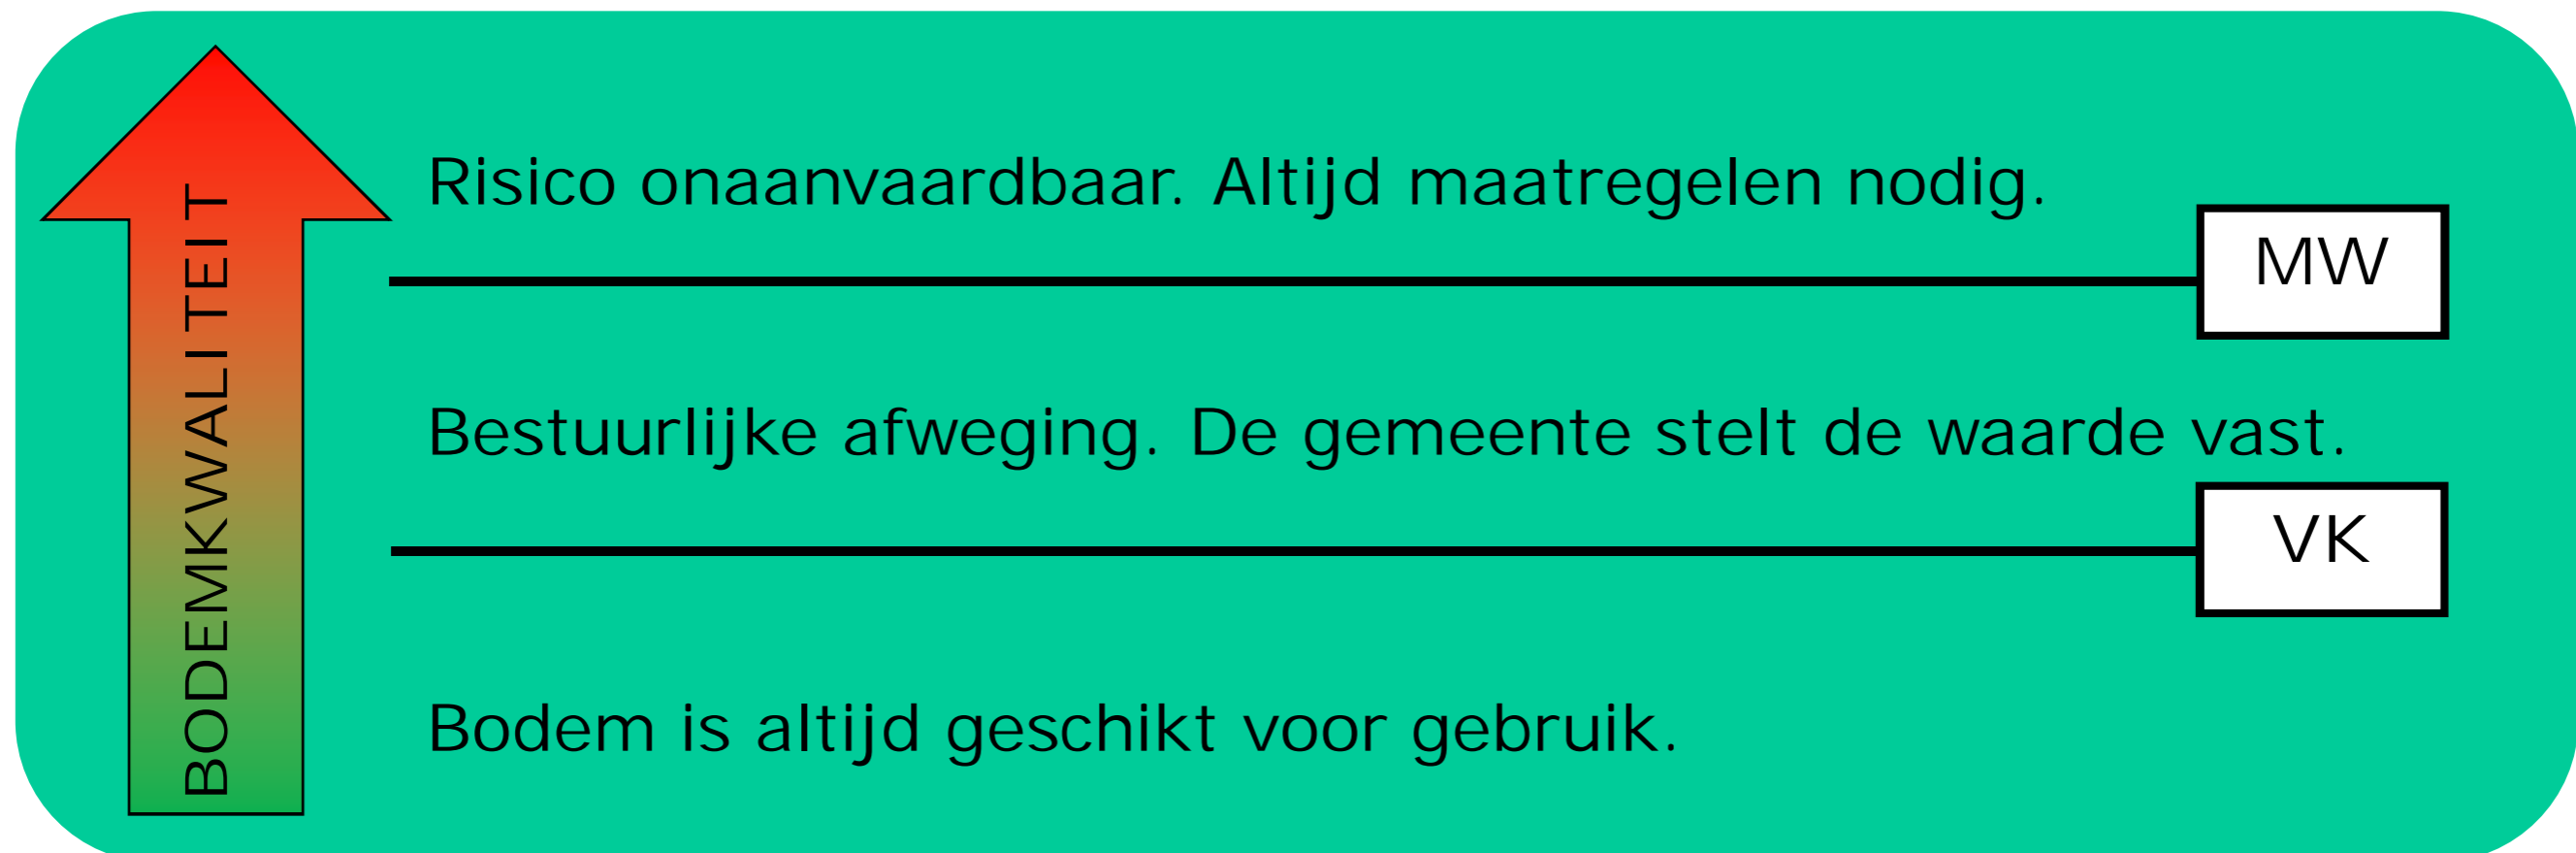 BODEMKWALITEIT
Risico onaanvaardbaar. Altijd maatregelen nodig.
MW
Bestuurlijke afweging. De gemeente stelt de waarde vast.
VK
Bodem is altijd geschikt voor gebruik.